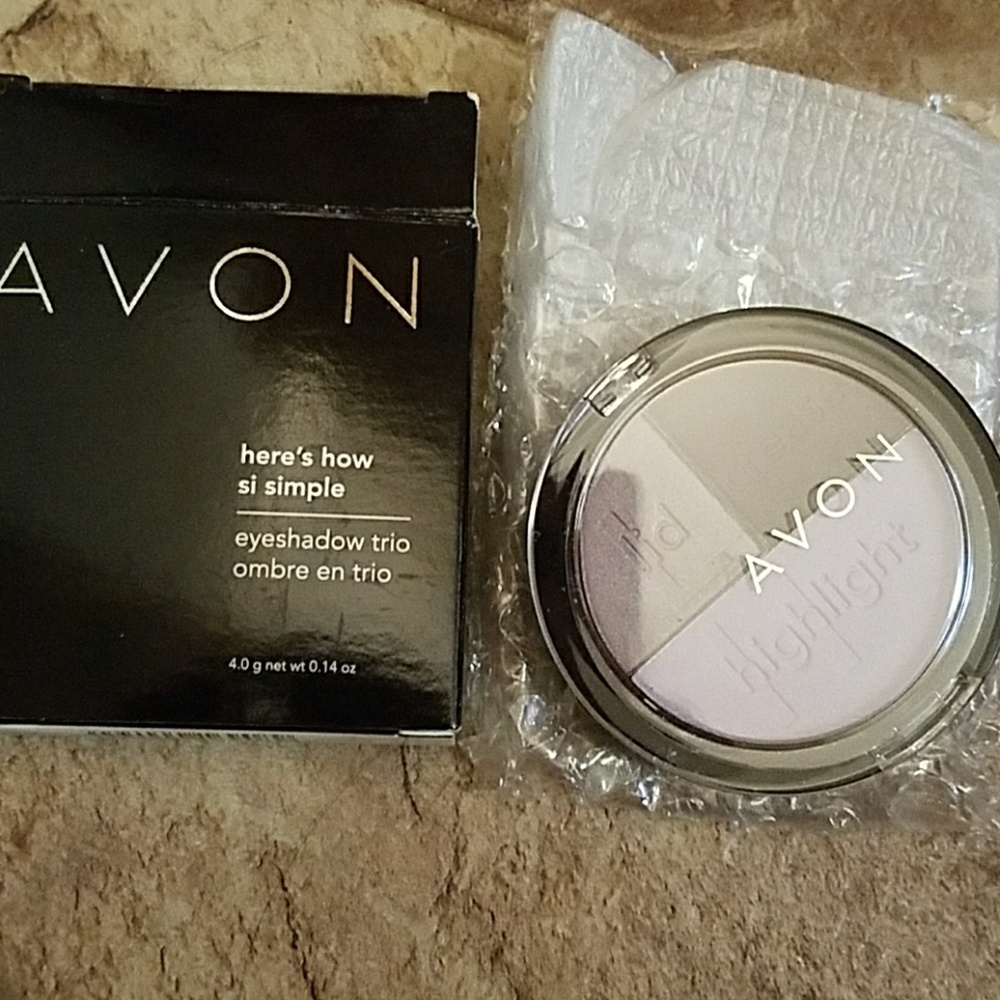 AVON
here's how
si simple
eyeshadow trio
ombre en trio
4.0 g net wt 0.14 oz
lid
AVON
highlight